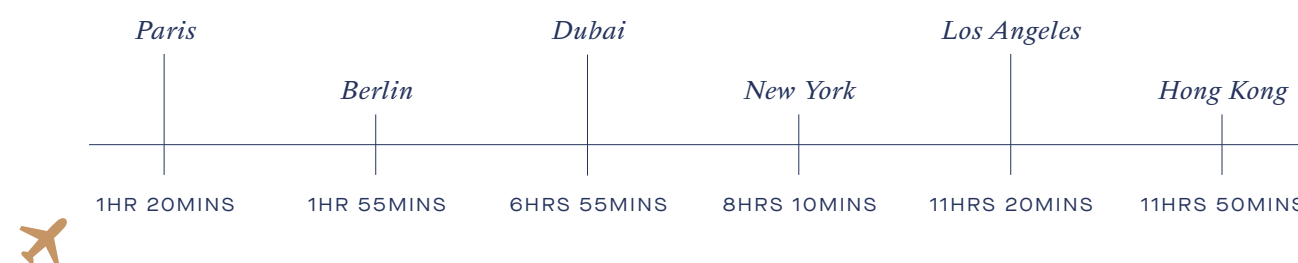 Paris
Dubai
Los Angeles
Berlin
New York
Hong Kong
1HR 20MINS
1HR 55MINS
6HRS 55MINS
8HRS 10MINS
11HRS 20MINS
11HRS 50MINS